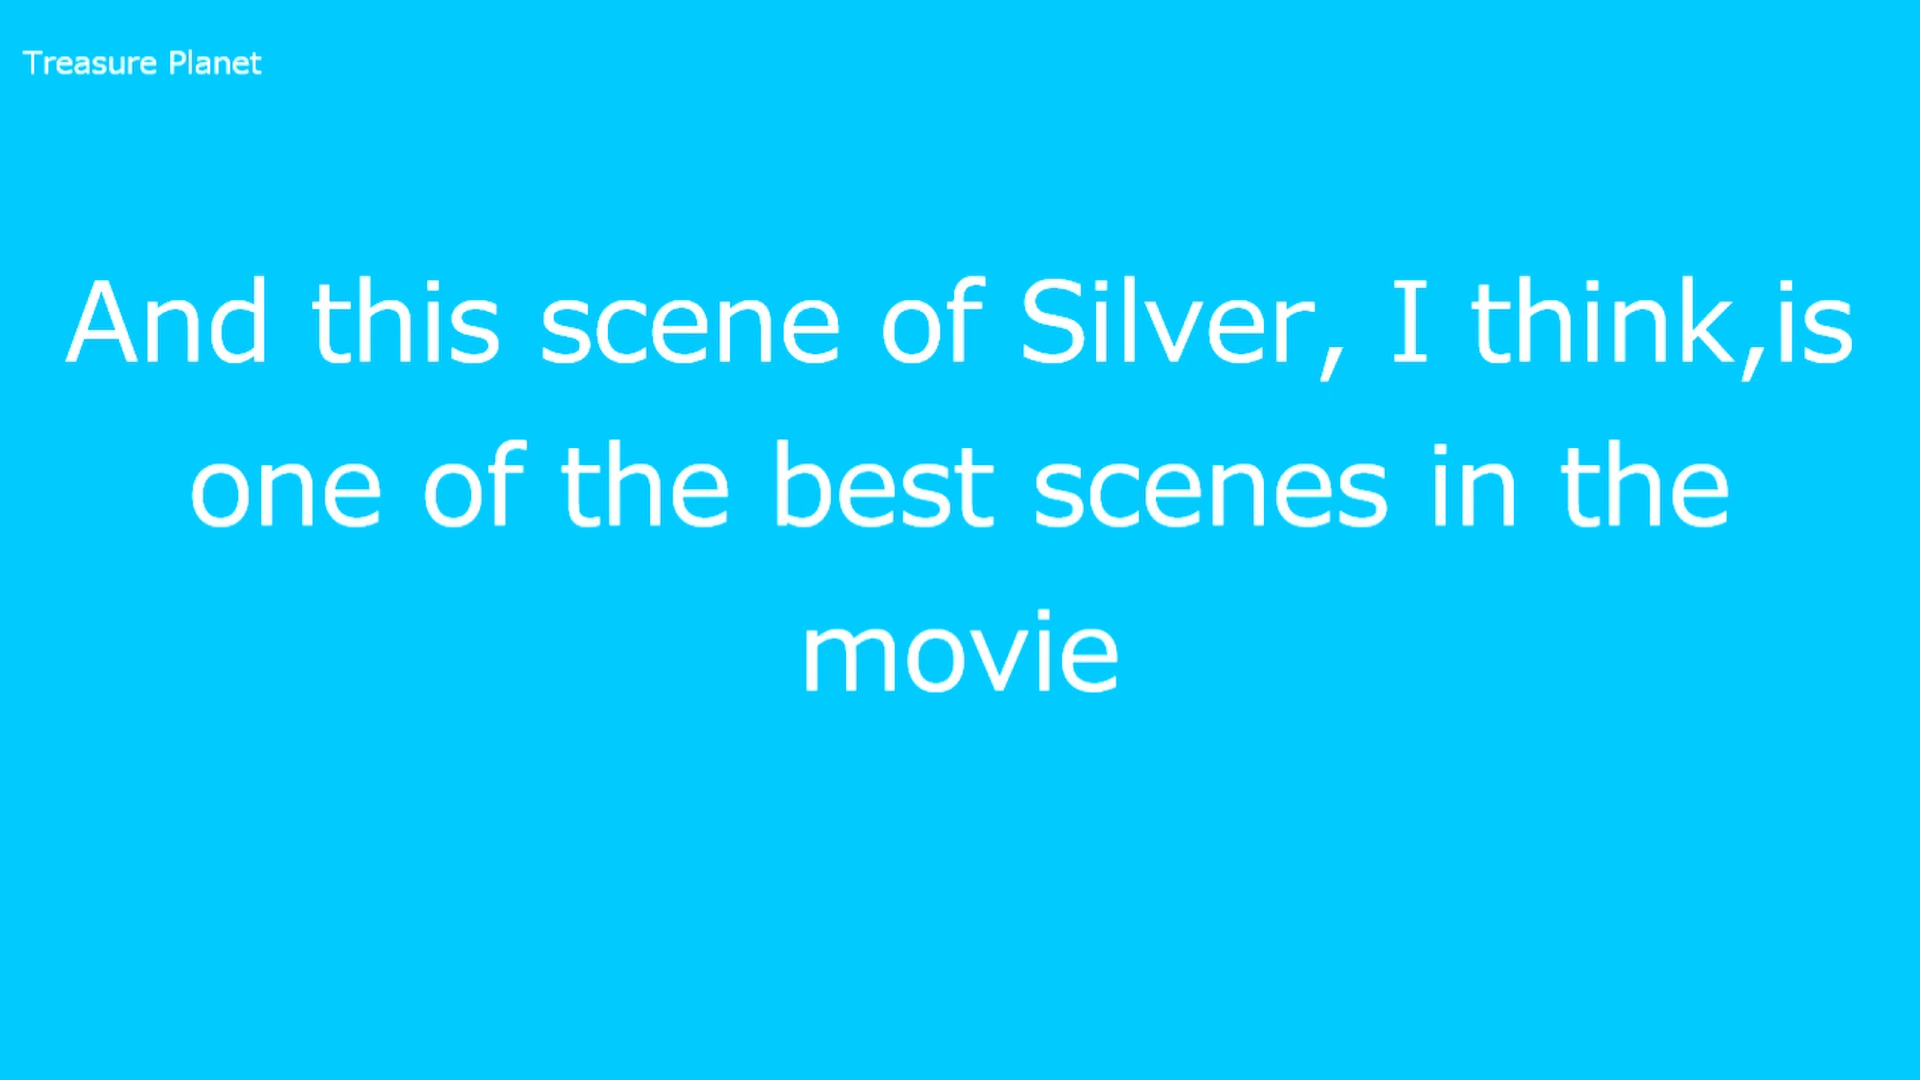 Treasure Planet
And this scene of Silver, I think,is
one of the best scenes in the
movie